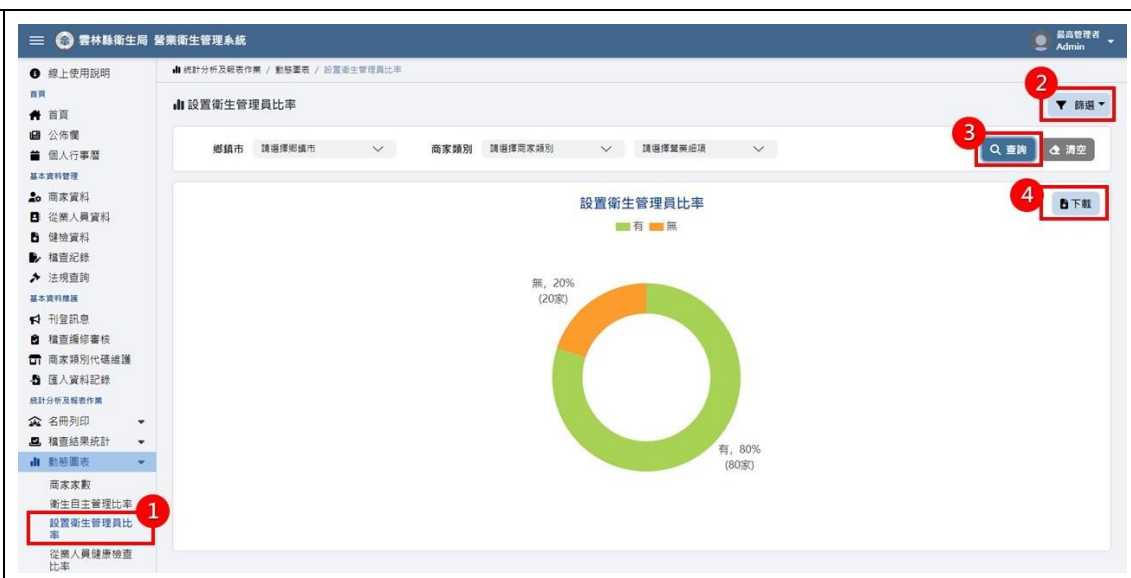 雲林縣衛生局 營業衛生管理系統
最高管理者
Admin
線上使用說明
首頁
首頁
公佈欄
個人行事曆
基本資料管理
商家資料
從業人員資料
健檢資料
稽查紀錄
法規查詢
基本資料維護
刊登訊息
稽查編修審核
商家類別代碼維護
匯入資料記錄
統計分析及報表作業
名冊列印
稽查結果統計
動態圖表
商家家數
衛生自主管理比率
1
設置衛生管理員比
率
從業人員健康檢查
比率
統計分析及報表作業 / 動態圖表 / 設置衛生管理員比率
2
設置衛生管理員比率
篩選
3
鄉鎮市 請選擇鄉鎮市 商家類別 請選擇商家類別 請選擇營業細項 查詢 清空
4
設置衛生管理員比率
下載
有 無
無, 20%
(20家)
有, 80%
(80家)